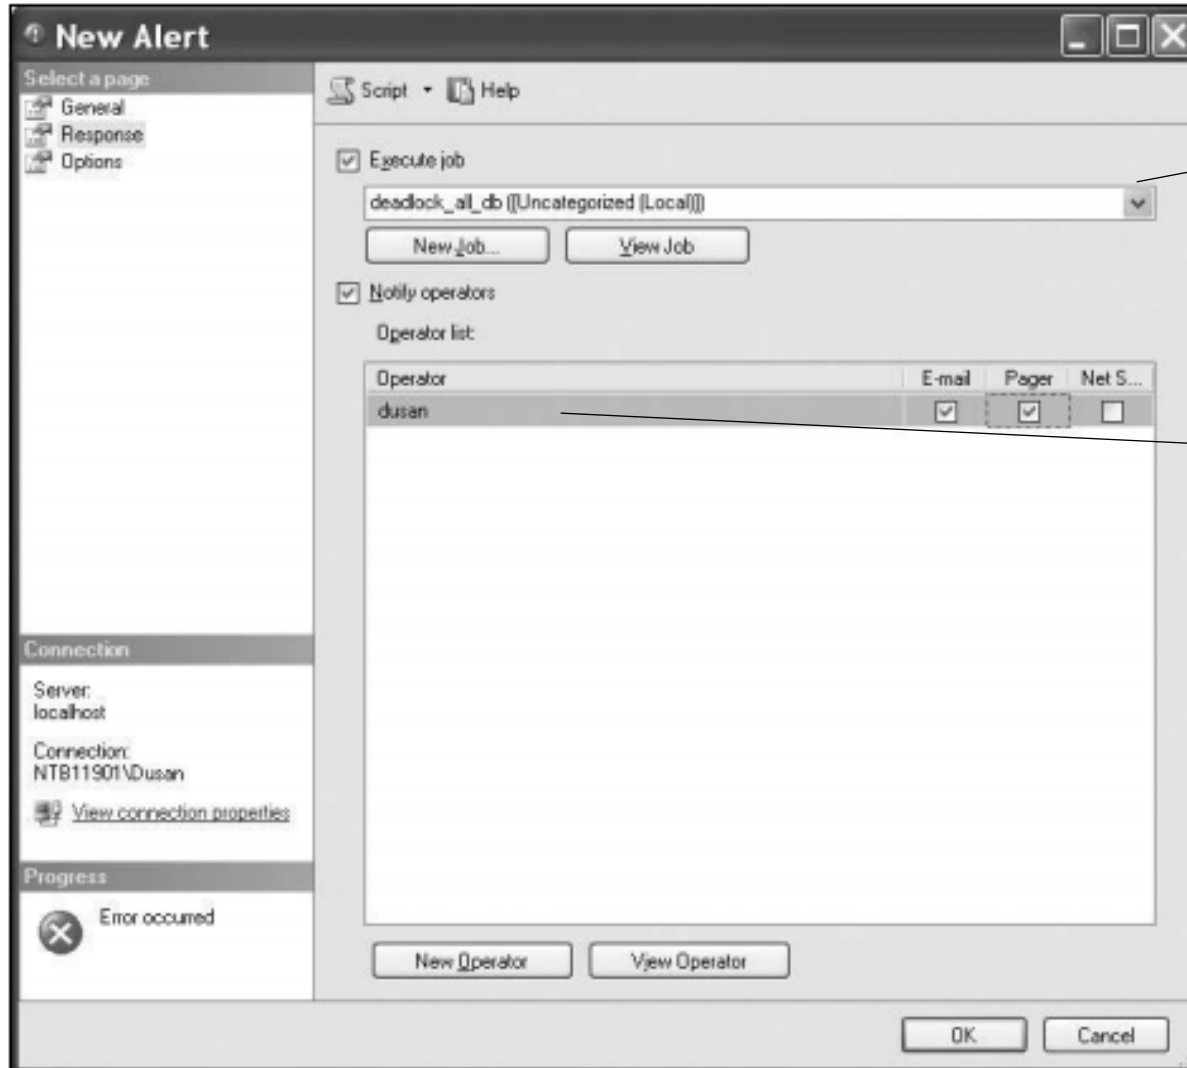 New Alert
Select a page
General
Response
Options
Script
Help
Execute job
deadlock_all_db ([Uncategorized (Local)])
New Job...
View Job
Notify operators
Operator list:
Operator E-mail Pager Net S...
dusan
Connection
Server:
localhost
Connection:
NTB11901\Dusan
View connection properties
Progress
Error occurred
New Operator
View Operator
OK
Cancel